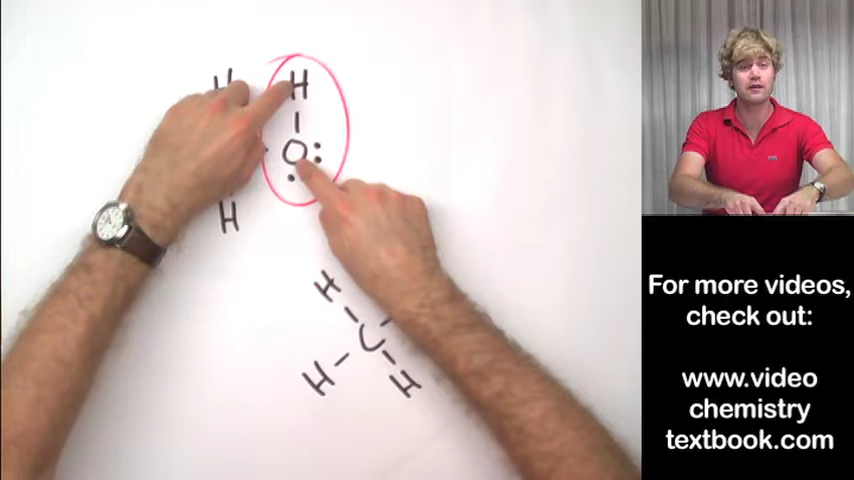 H
H
O
H
H
C
H
H
For more videos,
check out:
www.video
chemistry
textbook.com